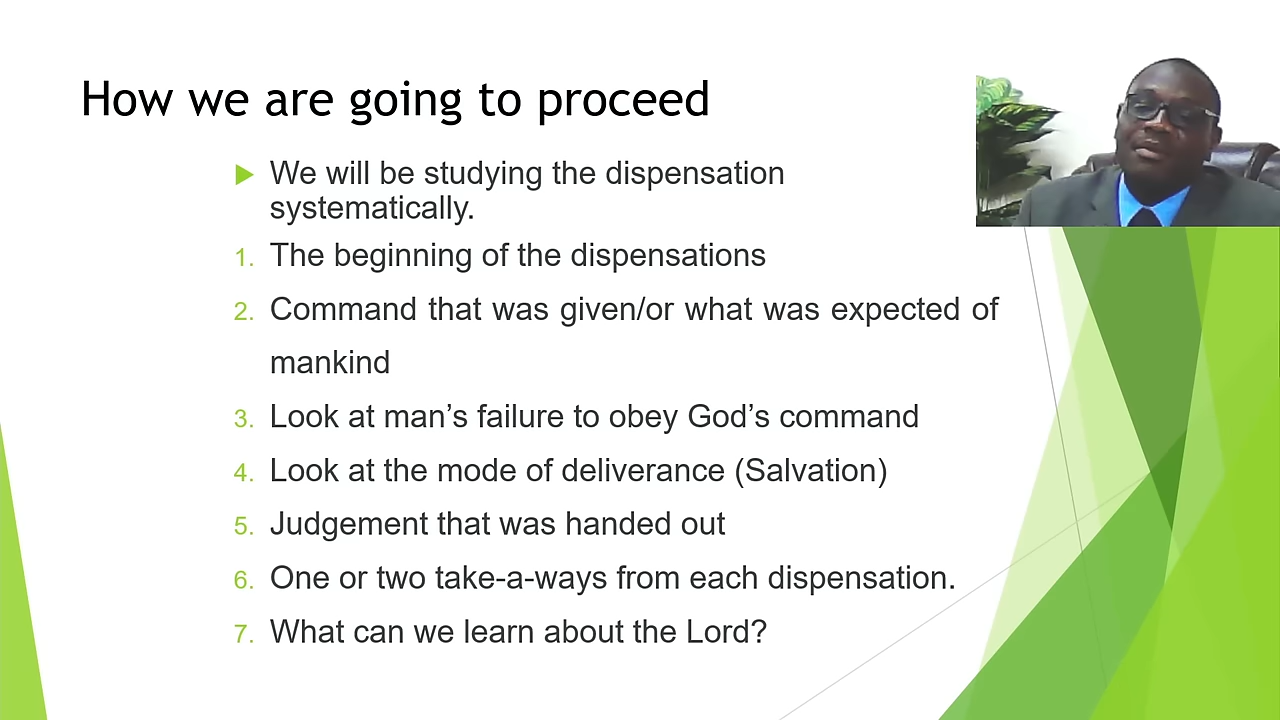 How we are going to proceed
We will be studying the dispensation
systematically.
1. The beginning of the dispensations
2. Command that was given/or what was expected of
mankind
3. Look at man’s failure to obey God’s command
4. Look at the mode of deliverance (Salvation)
5. Judgement that was handed out
6. One or two take-a-ways from each dispensation.
7. What can we learn about the Lord?